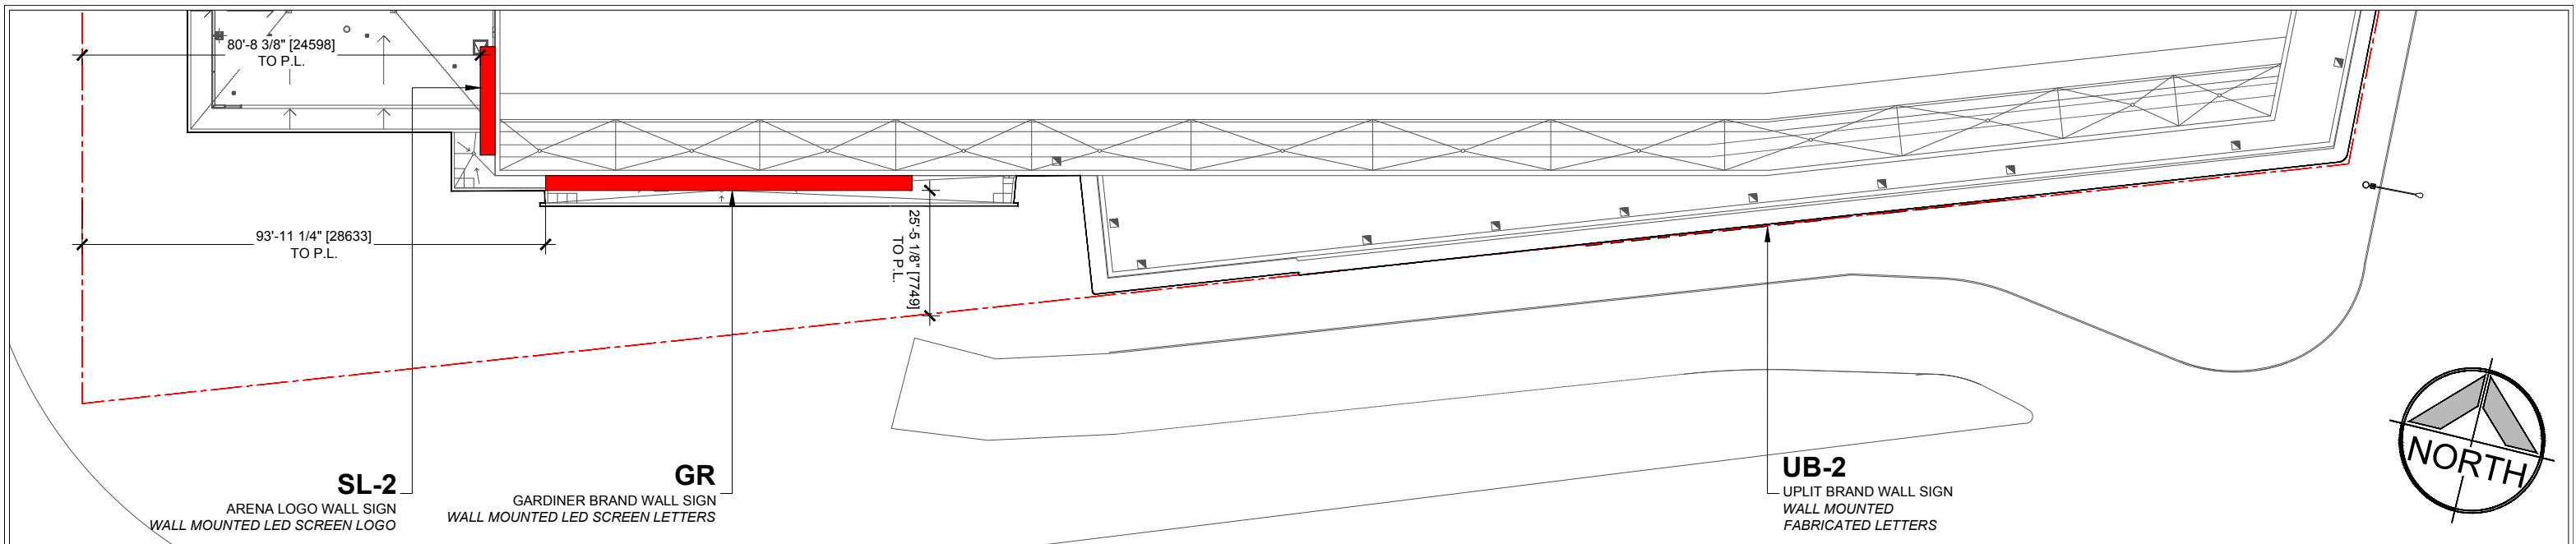 80'-8 3/8" [24598]
TO P.L.
93'-11 1/4" [28633]
TO P.L.
25'-5 1/8" [7749]
TO P.L.
SL-2
ARENA LOGO WALL SIGN
WALL MOUNTED LED SCREEN LOGO
GR
GARDINER BRAND WALL SIGN
WALL MOUNTED LED SCREEN LETTERS
UB-2
UPLIT BRAND WALL SIGN
WALL MOUNTED
FABRICATED LETTERS
NORTH